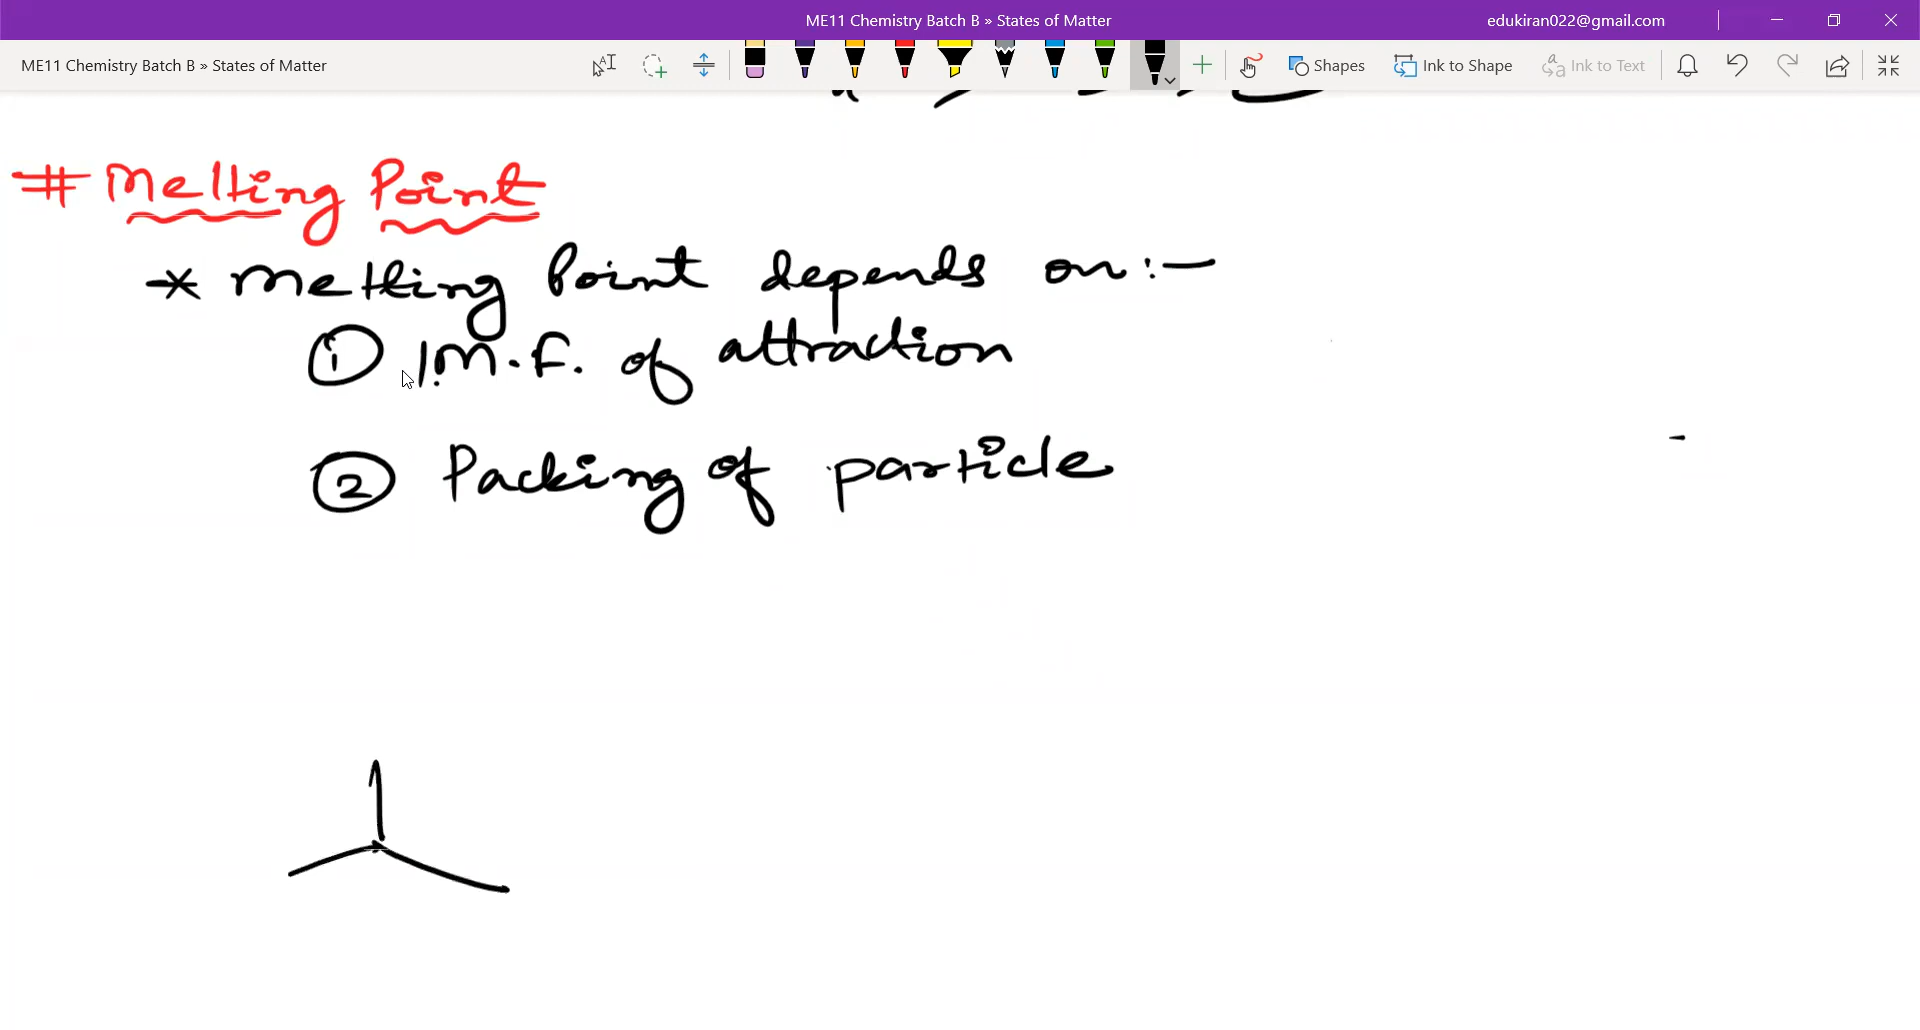 ME11 Chemistry Batch B » States of Matter
edukiran022@gmail.com
ME11 Chemistry Batch B » States of Matter
Shapes
Ink to Shape
Ink to Text
# Melting Point
* Melting Point depends on :-
① I.M.F. of attraction
② Packing of particle